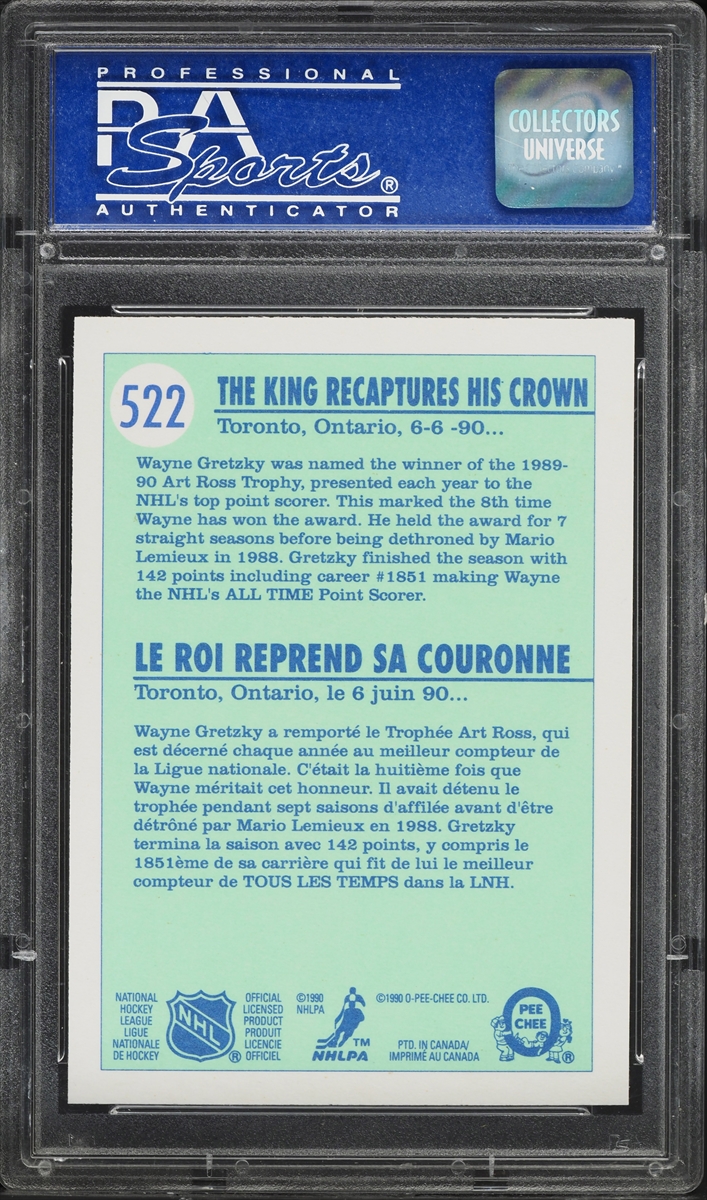 PROFESSIONAL
PSA
Sports®
AUTHENTICATOR
COLLECTORS
UNIVERSE
522
THE KING RECAPTURES HIS CROWN
Toronto, Ontario, 6-6 -90...
Wayne Gretzky was named the winner of the 1989-
90 Art Ross Trophy, presented each year to the
NHL's top point scorer. This marked the 8th time
Wayne has won the award. He held the award for 7
straight seasons before being dethroned by Mario
Lemieux in 1988. Gretzky finished the season with
142 points including career #1851 making Wayne
the NHL's ALL TIME Point Scorer.
LE ROI REPREND SA COURONNE
Toronto, Ontario, le 6 juin 90...
Wayne Gretzky a remporté le Trophée Art Ross, qui
est décerné chaque année au meilleur compteur de
la Ligue nationale. C'était la huitième fois que
Wayne méritait cet honneur. Il avait détenu le
trophée pendant sept saisons d'affilée avant d'être
détrôné par Mario Lemieux en 1988. Gretzky
termina la saison avec 142 points, y compris le
1851ème de sa carrière qui fit de lui le meilleur
compteur de TOUS LES TEMPS dans la LNH.
NATIONAL
HOCKEY
LEAGUE
LIGUE
NATIONALE
DE HOCKEY
NHL
®
OFFICIAL
LICENSED
PRODUCT
PRODUIT
LICENCIE
OFFICIEL
©1990
NHLPA
TM
NHLPA
©1990 O-PEE-CHEE CO. LTD.
PTD. IN CANADA/
IMPRIMÉ AU CANADA
O
PEE
CHEE
®